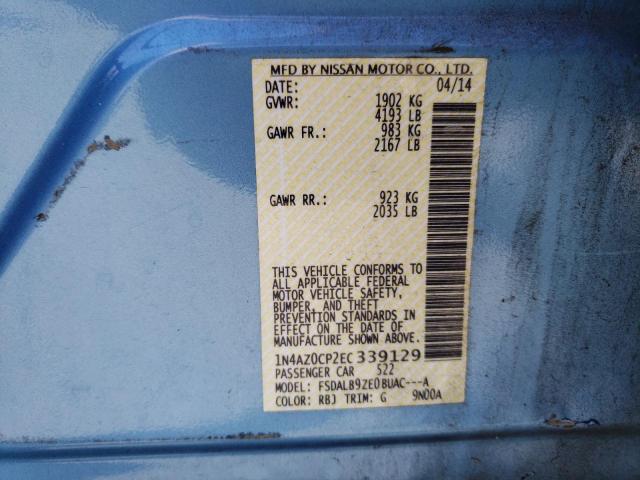 MFD BY NISSAN MOTOR CO., LTD.
DATE: 04/14
GVWR: 1902 KG
4193 LB
GAWR FR.: 983 KG
2167 LB
GAWR RR.: 923 KG
2035 LB
THIS VEHICLE CONFORMS TO
ALL APPLICABLE FEDERAL
MOTOR VEHICLE SAFETY,
BUMPER, AND THEFT
PREVENTION STANDARDS IN
EFFECT ON THE DATE OF
MANUFACTURE SHOWN ABOVE.
1N4AZ0CP2EC339129
PASSENGER CAR 522
MODEL: FSDALB9ZE0BUAC---A
COLOR: RBJ TRIM: G 9N00A